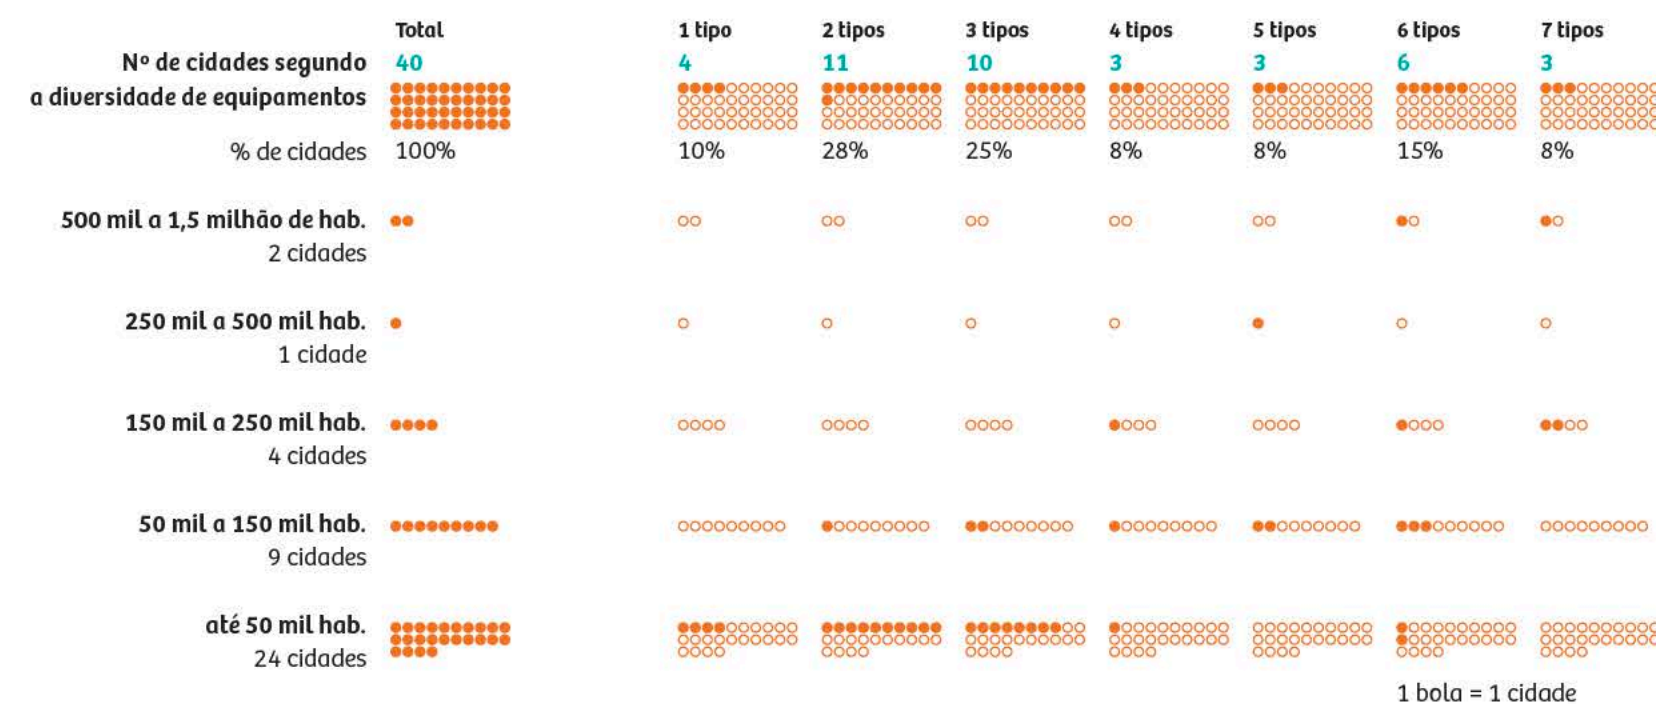 Total 1 tipo 2 tipos 3 tipos 4 tipos 5 tipos 6 tipos 7 tipos
Nº de cidades segundo 40 4 11 10 3 3 6 3
a diversidade de equipamentos
% de cidades 100% 10% 28% 25% 8% 8% 15% 8%
500 mil a 1,5 milhão de hab.
2 cidades
250 mil a 500 mil hab.
1 cidade
150 mil a 250 mil hab.
4 cidades
50 mil a 150 mil hab.
9 cidades
até 50 mil hab.
24 cidades
1 bola = 1 cidade